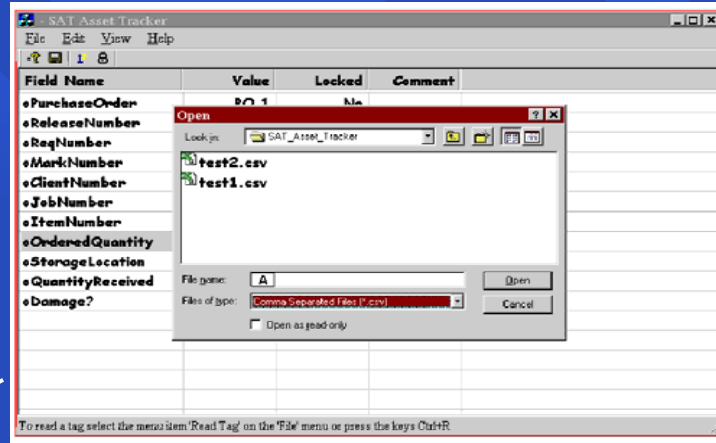 - SAT Asset Tracker
File Edit View Help
Field Name Value Locked Comment
PurchaseOrder PO 1 No
ReleaseNumber
ReqNumber
MarkNumber
ClientNumber
JobNumber
ItemNumber
OrderedQuantity
StorageLocation
QuantityReceived
Damage?
Open
Look in: SAT_Asset_Tracker
test2.csv
test1.csv
File name: A
Open
Files of type: Comma Separated Files (*.csv)
Cancel
Open as read-only
To read a tag select the menu item 'Read Tag' on the 'File' menu or press the keys Ctrl+R